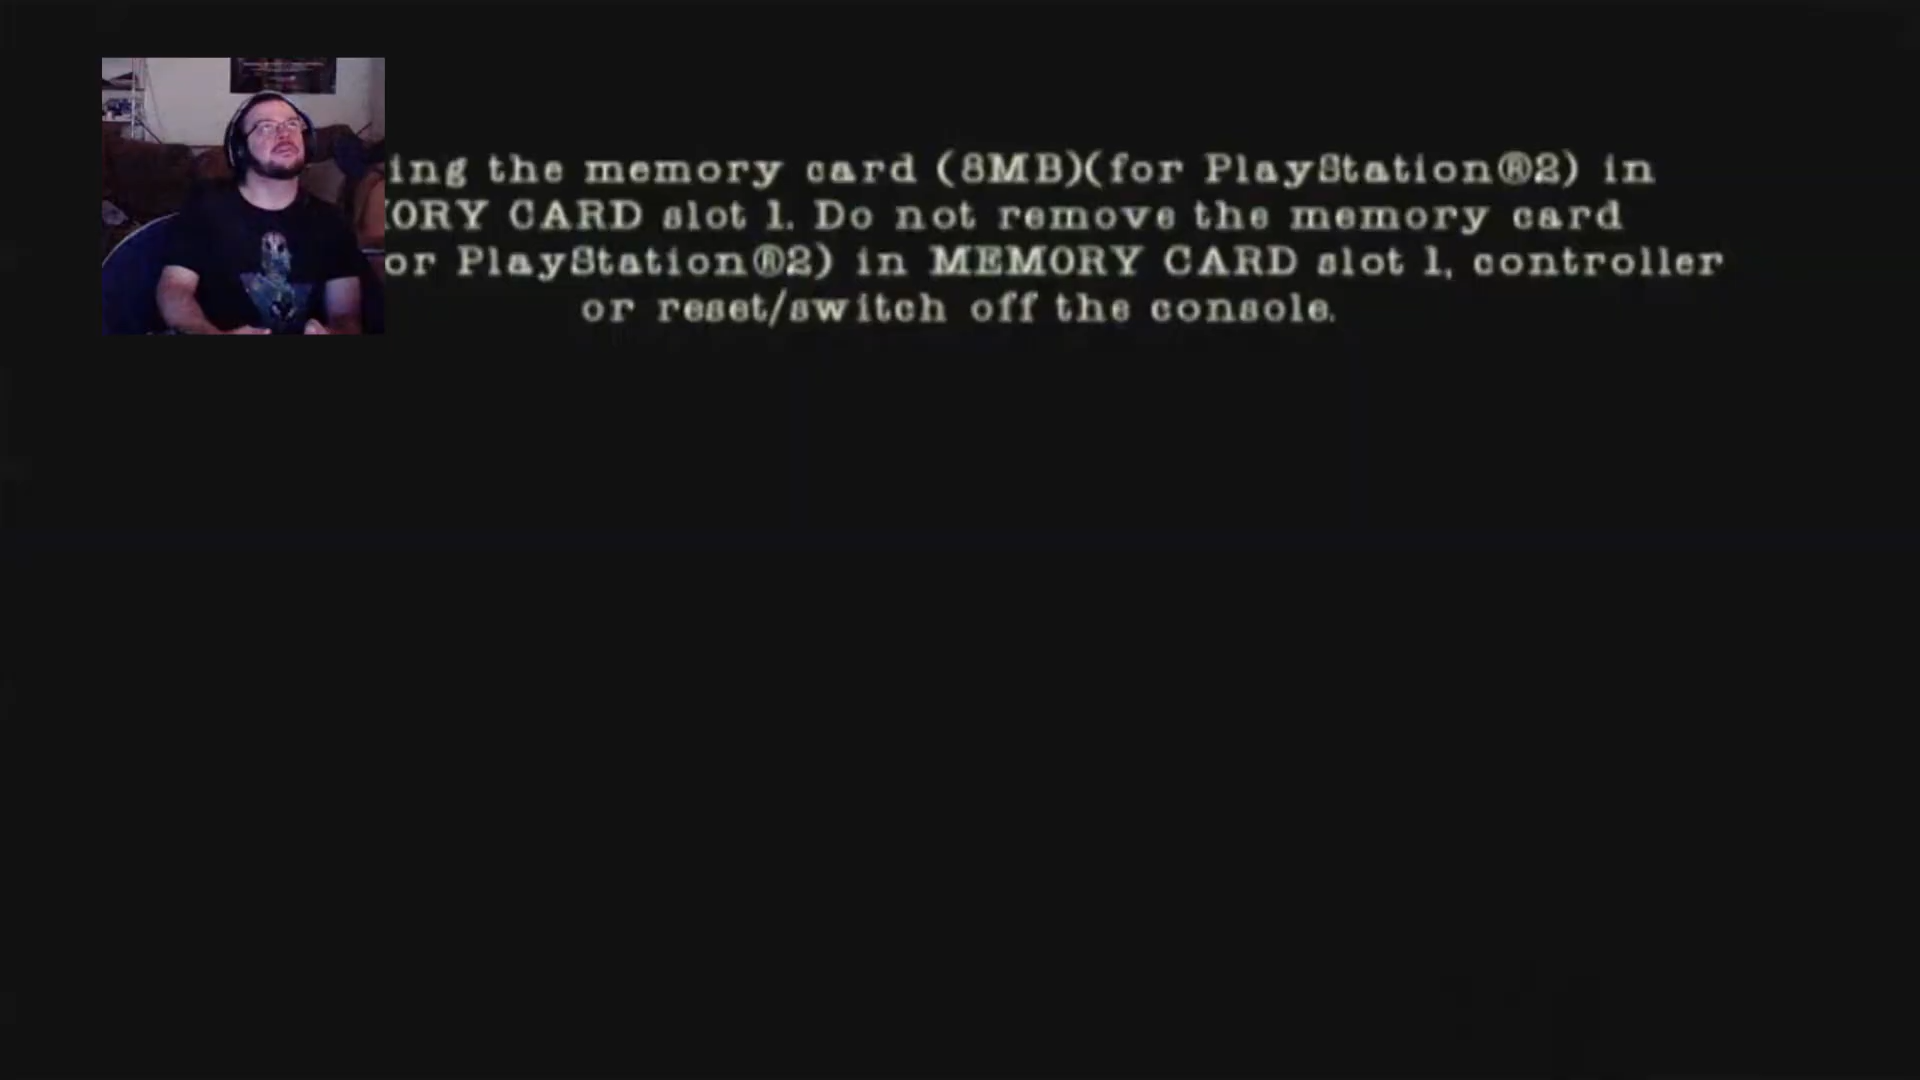 ing the memory card (8MB)(for PlayStation®2) in
ORY CARD slot 1. Do not remove the memory card
or PlayStation®2) in MEMORY CARD slot 1, controller
or reset/switch off the console.